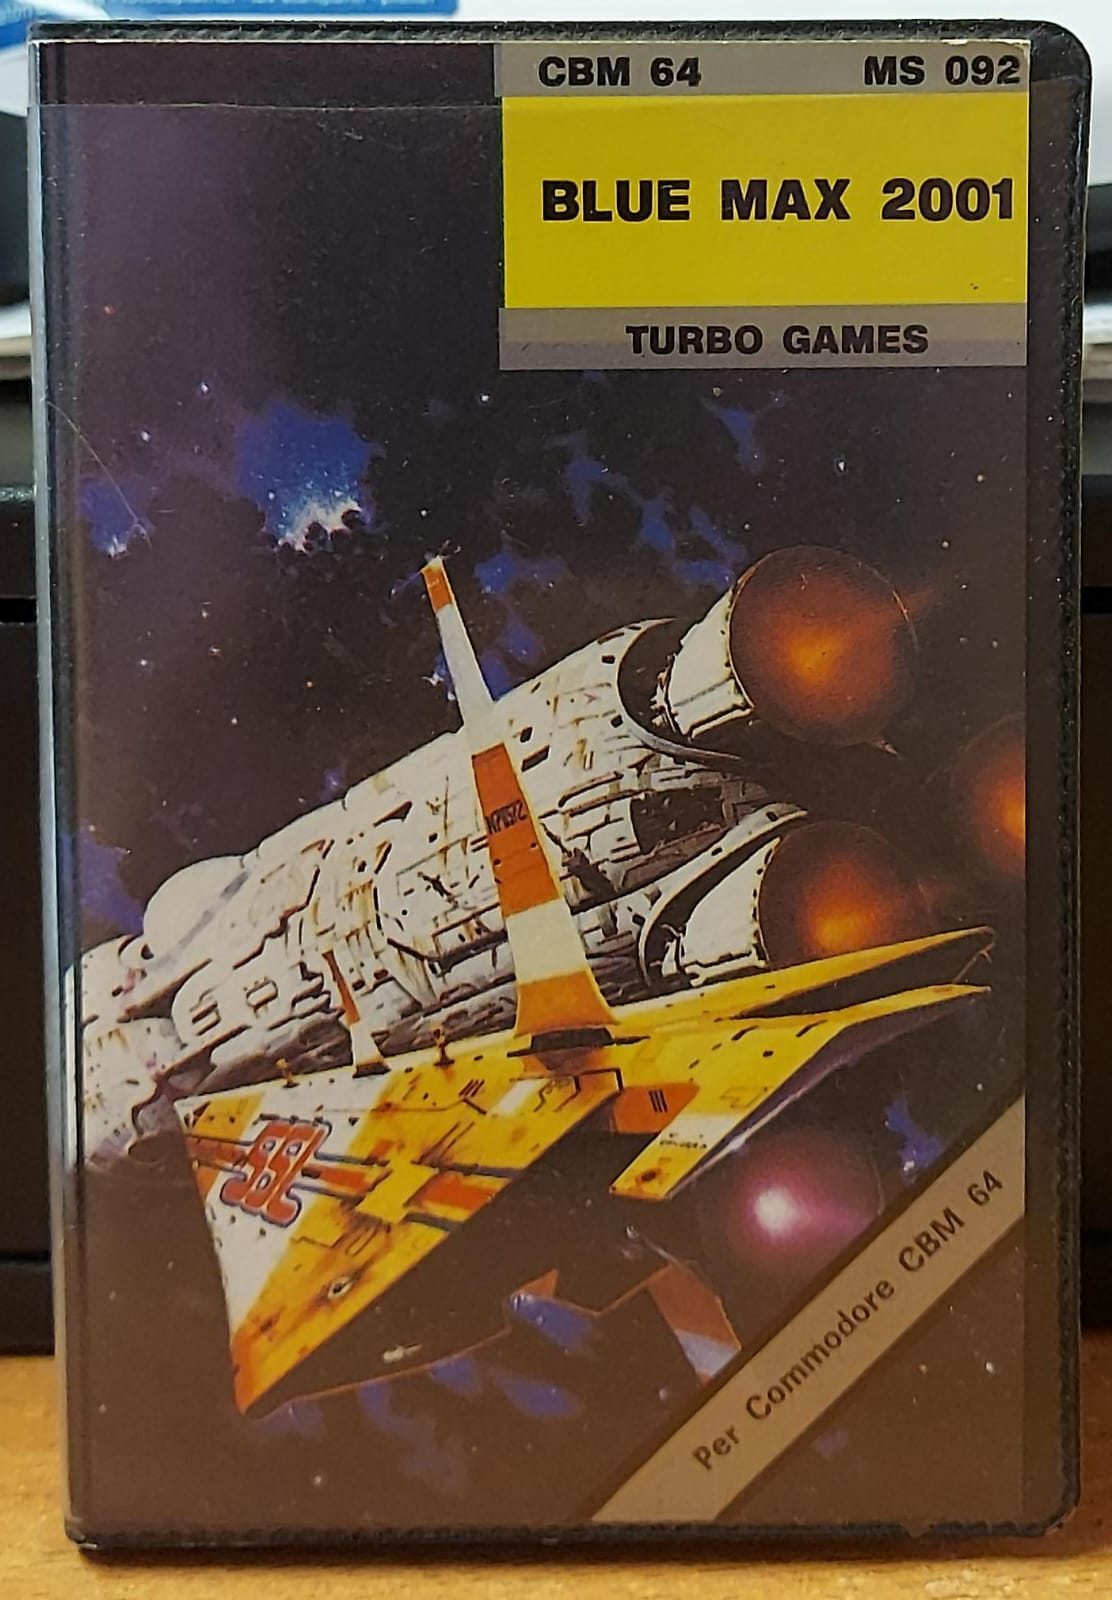 CBM 64 MS 092
BLUE MAX 2001
TURBO GAMES
Per Commodore CBM 64